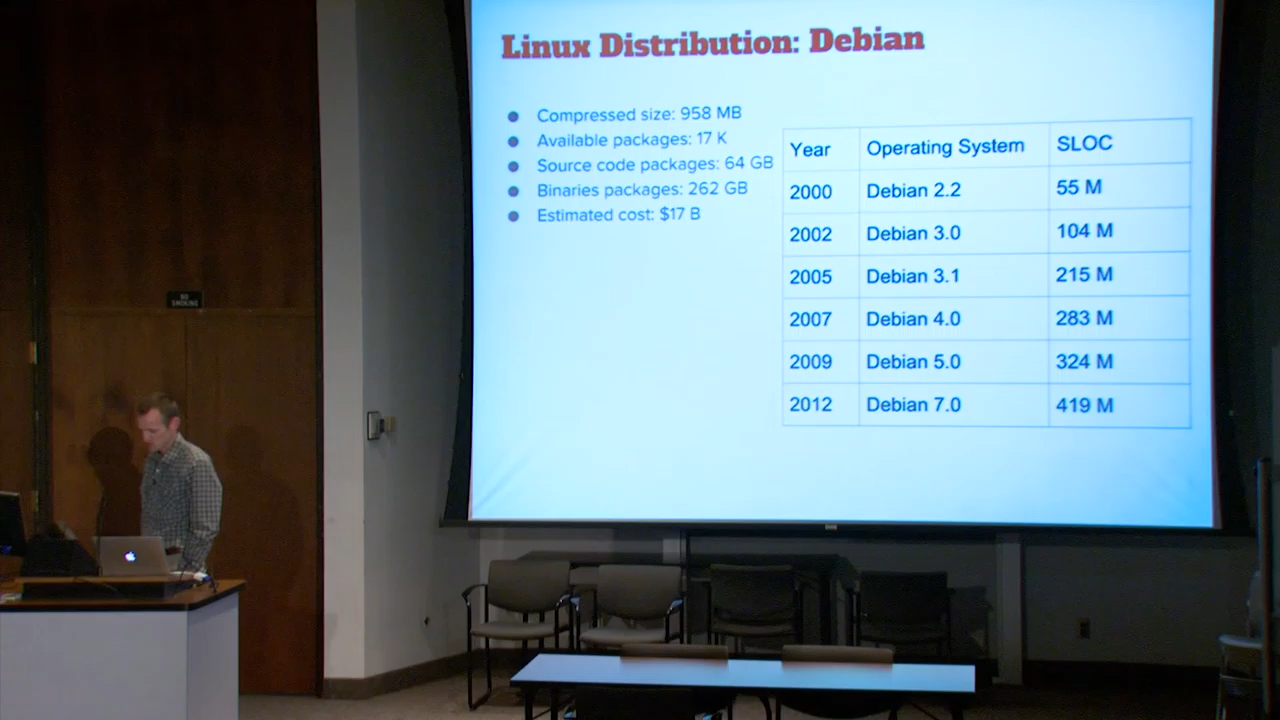 Linux Distribution: Debian
Compressed size: 958 MB
Available packages: 17 K
Source code packages: 64 GB
Binaries packages: 262 GB
Estimated cost: $17 B
Year Operating System SLOC
2000 Debian 2.2 55 M
2002 Debian 3.0 104 M
2005 Debian 3.1 215 M
2007 Debian 4.0 283 M
2009 Debian 5.0 324 M
2012 Debian 7.0 419 M
NO
SMOKING